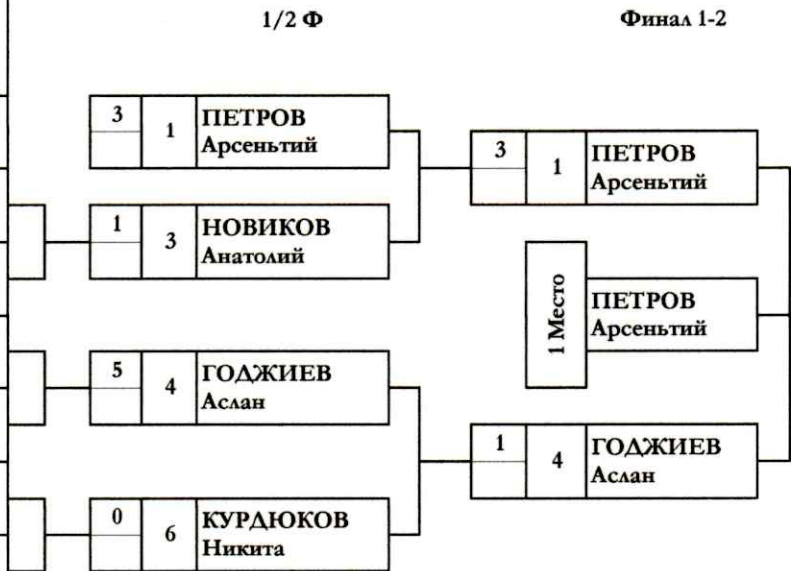 1/2 Ф
Финал 1-2
3
1
ПЕТРОВ
Арсеньтий
1
3
НОВИКОВ
Анатолий
5
4
ГОДЖИЕВ
Аслан
0
6
КУРДЮКОВ
Никита
3
1
ПЕТРОВ
Арсеньтий
1 Место
ПЕТРОВ
Арсеньтий
1
4
ГОДЖИЕВ
Аслан